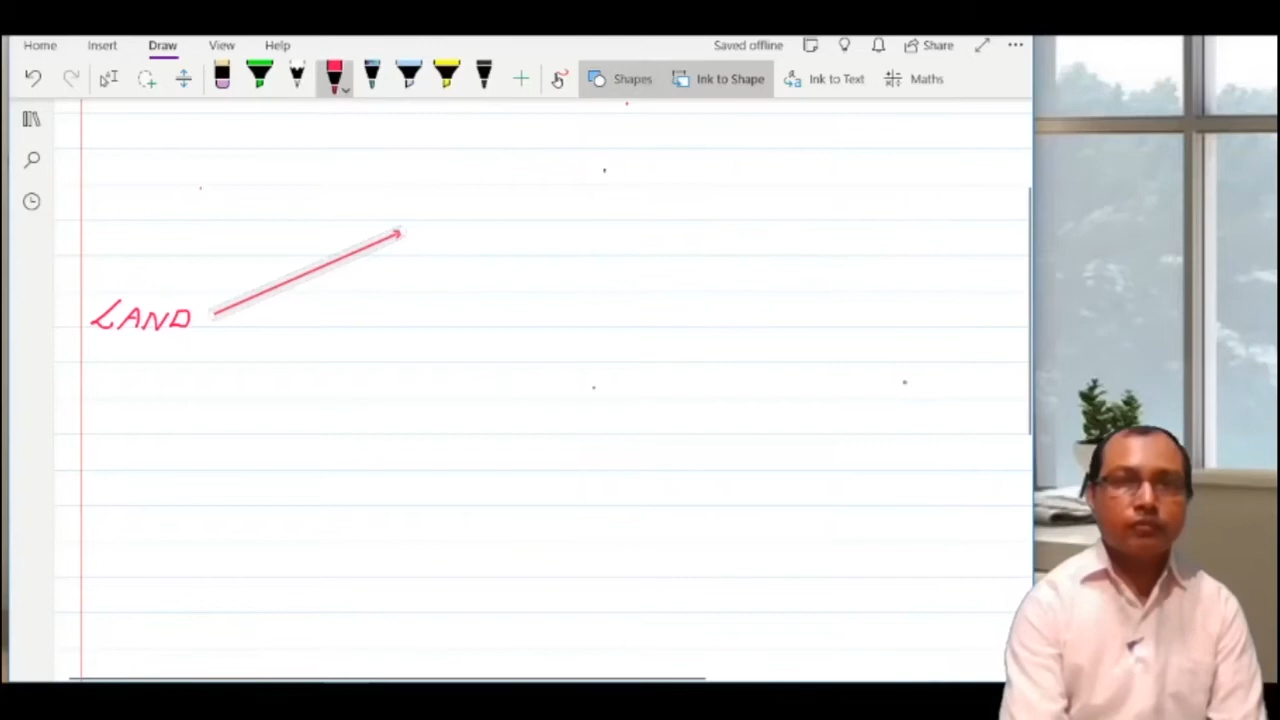 Home Insert Draw View Help Saved offline Share
Shapes Ink to Shape Ink to Text Maths
LAND